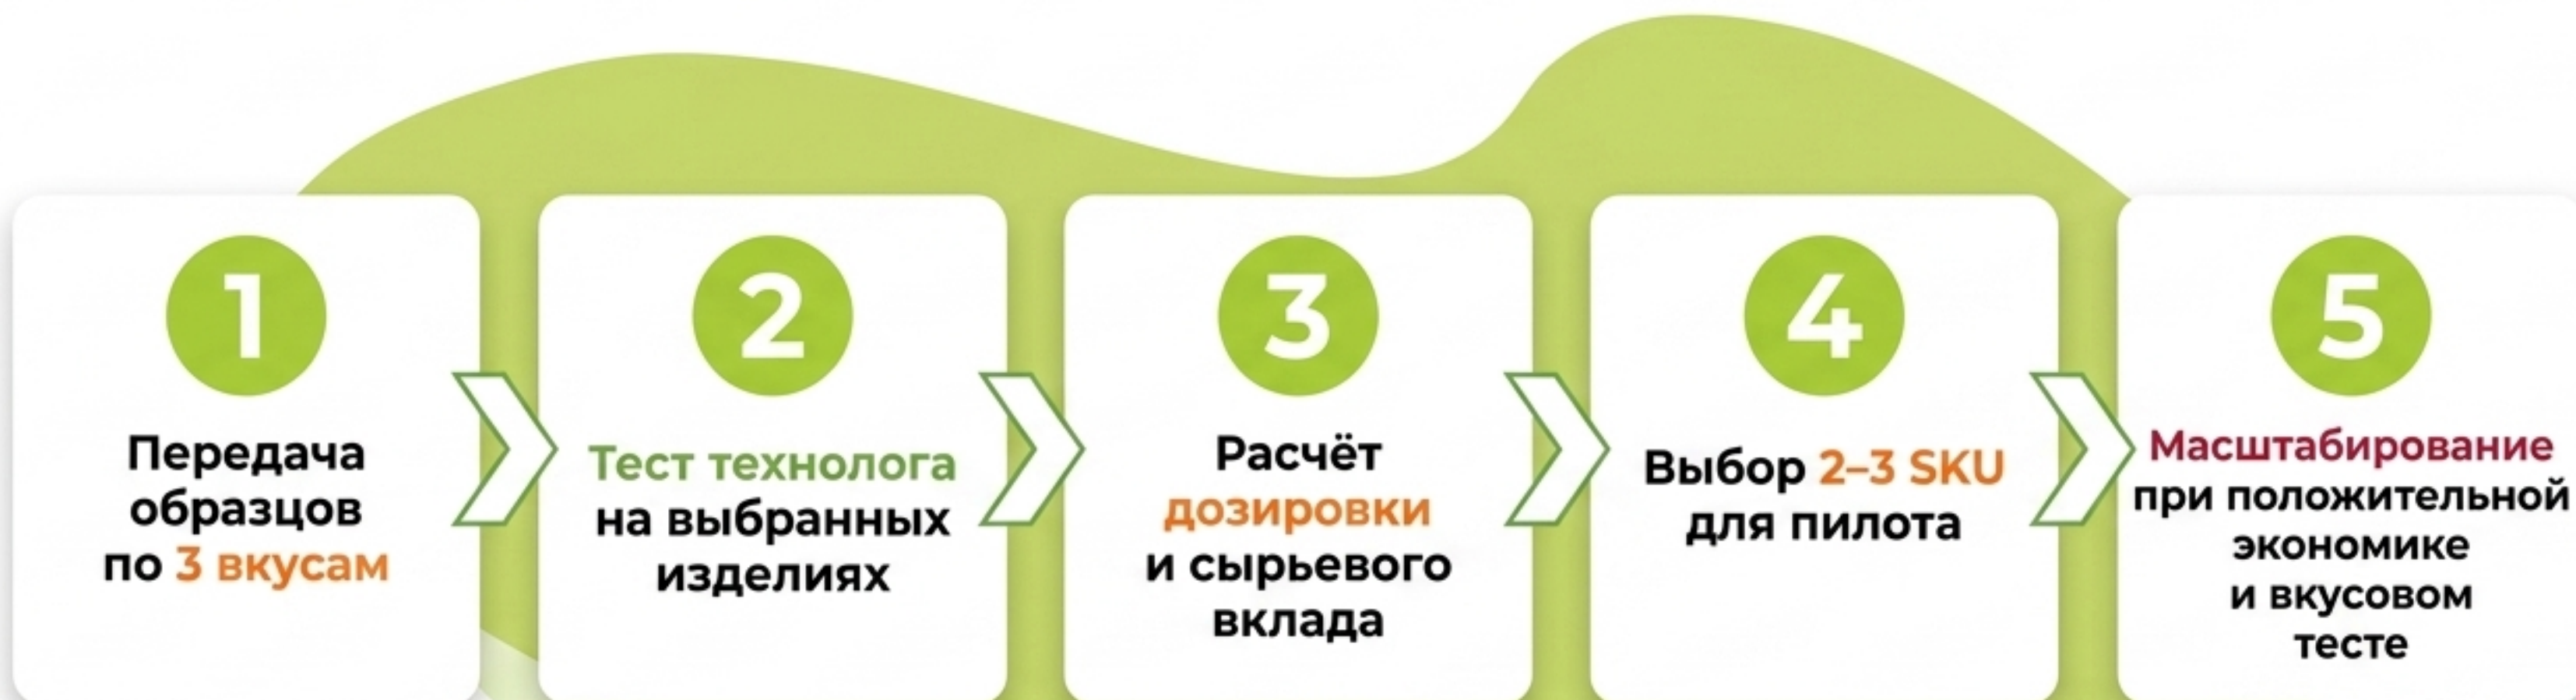 1
Передача
образцов
по 3 вкусам
2
Тест технолога
на выбранных
изделиях
3
Расчёт
дозировки
и сырьевого
вклада
4
Выбор 2–3 SKU
для пилота
5
Масштабирование
при положительной
экономике
и вкусовом
тесте